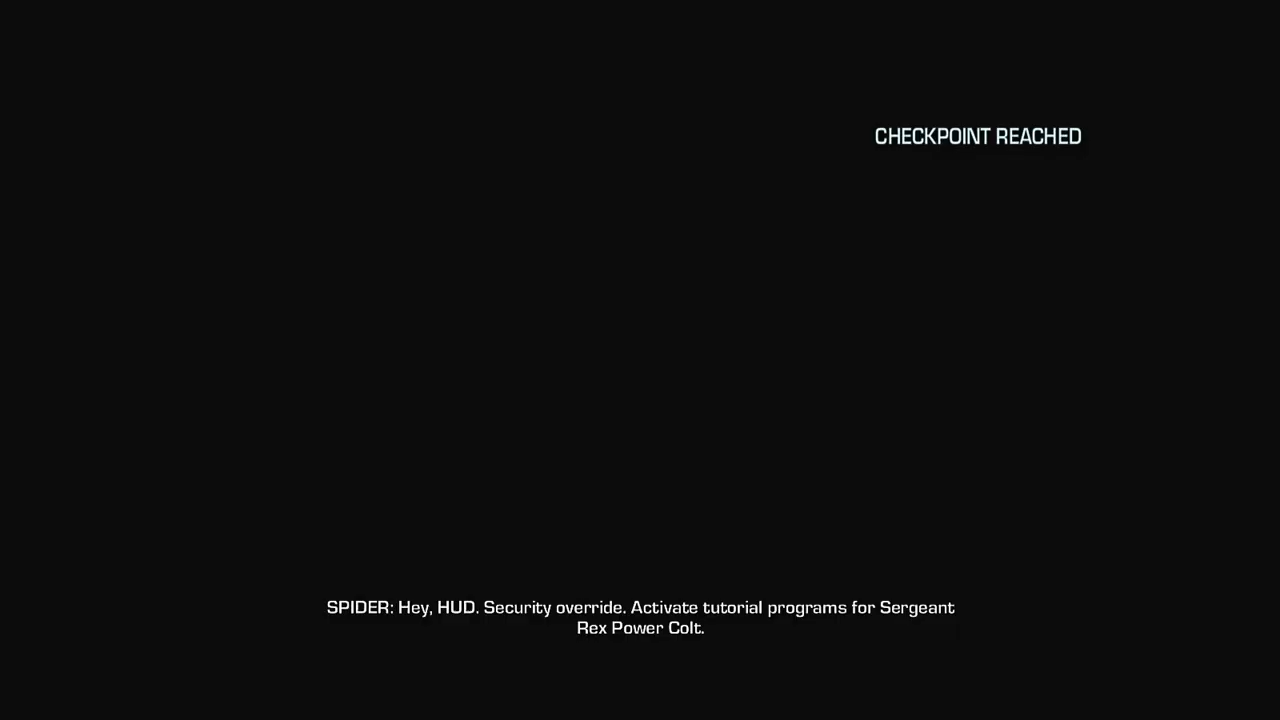 CHECKPOINT REACHED
SPIDER: Hey, HUD. Security override. Activate tutorial programs for Sergeant
Rex Power Colt.